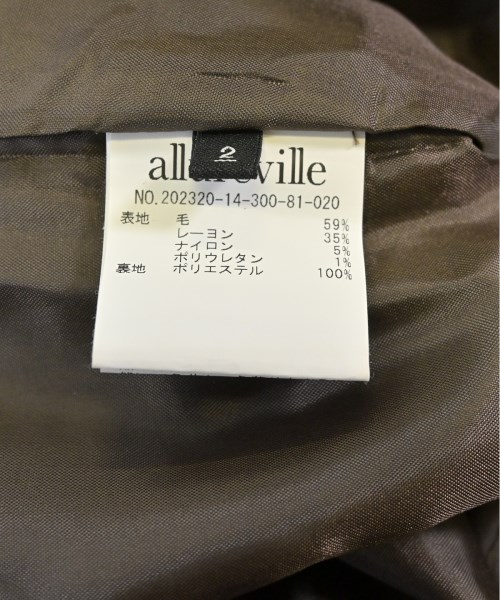 2
allureville
NO.202320-14-300-81-020
表地 毛 59%
レーヨン 35%
ナイロン 5%
ポリウレタン 1%
裏地 ポリエステル 100%